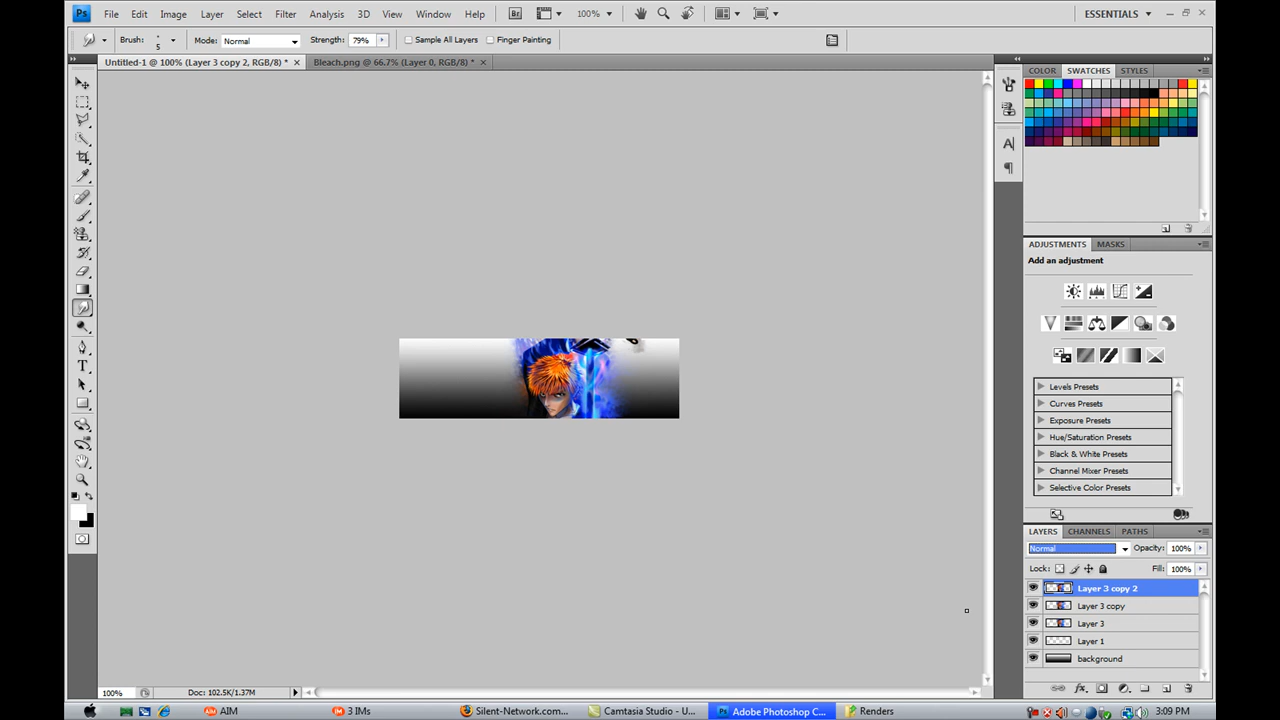 Ps File Edit Image Layer Select Filter Analysis 3D View Window Help Br 100% ESSENTIALS
Brush: 5 Mode: Normal Strength: 79% Sample All Layers Finger Painting
Untitled-1 @ 100% (Layer 3 copy 2, RGB/8) * Bleach.png @ 66.7% (Layer 0, RGB/8) *
COLOR SWATCHES STYLES
ADJUSTMENTS MASKS
Add an adjustment
Levels Presets
Curves Presets
Exposure Presets
Hue/Saturation Presets
Black & White Presets
Channel Mixer Presets
Selective Color Presets
LAYERS CHANNELS PATHS
Normal Opacity: 100%
Lock: Fill: 100%
Layer 3 copy 2
Layer 3 copy
Layer 3
Layer 1
background
100% Doc: 102.5K/1.37M
AIM 3 IMs Silent-Network.com... Camtasia Studio - U... Ps Adobe Photoshop C... Renders 3:09 PM